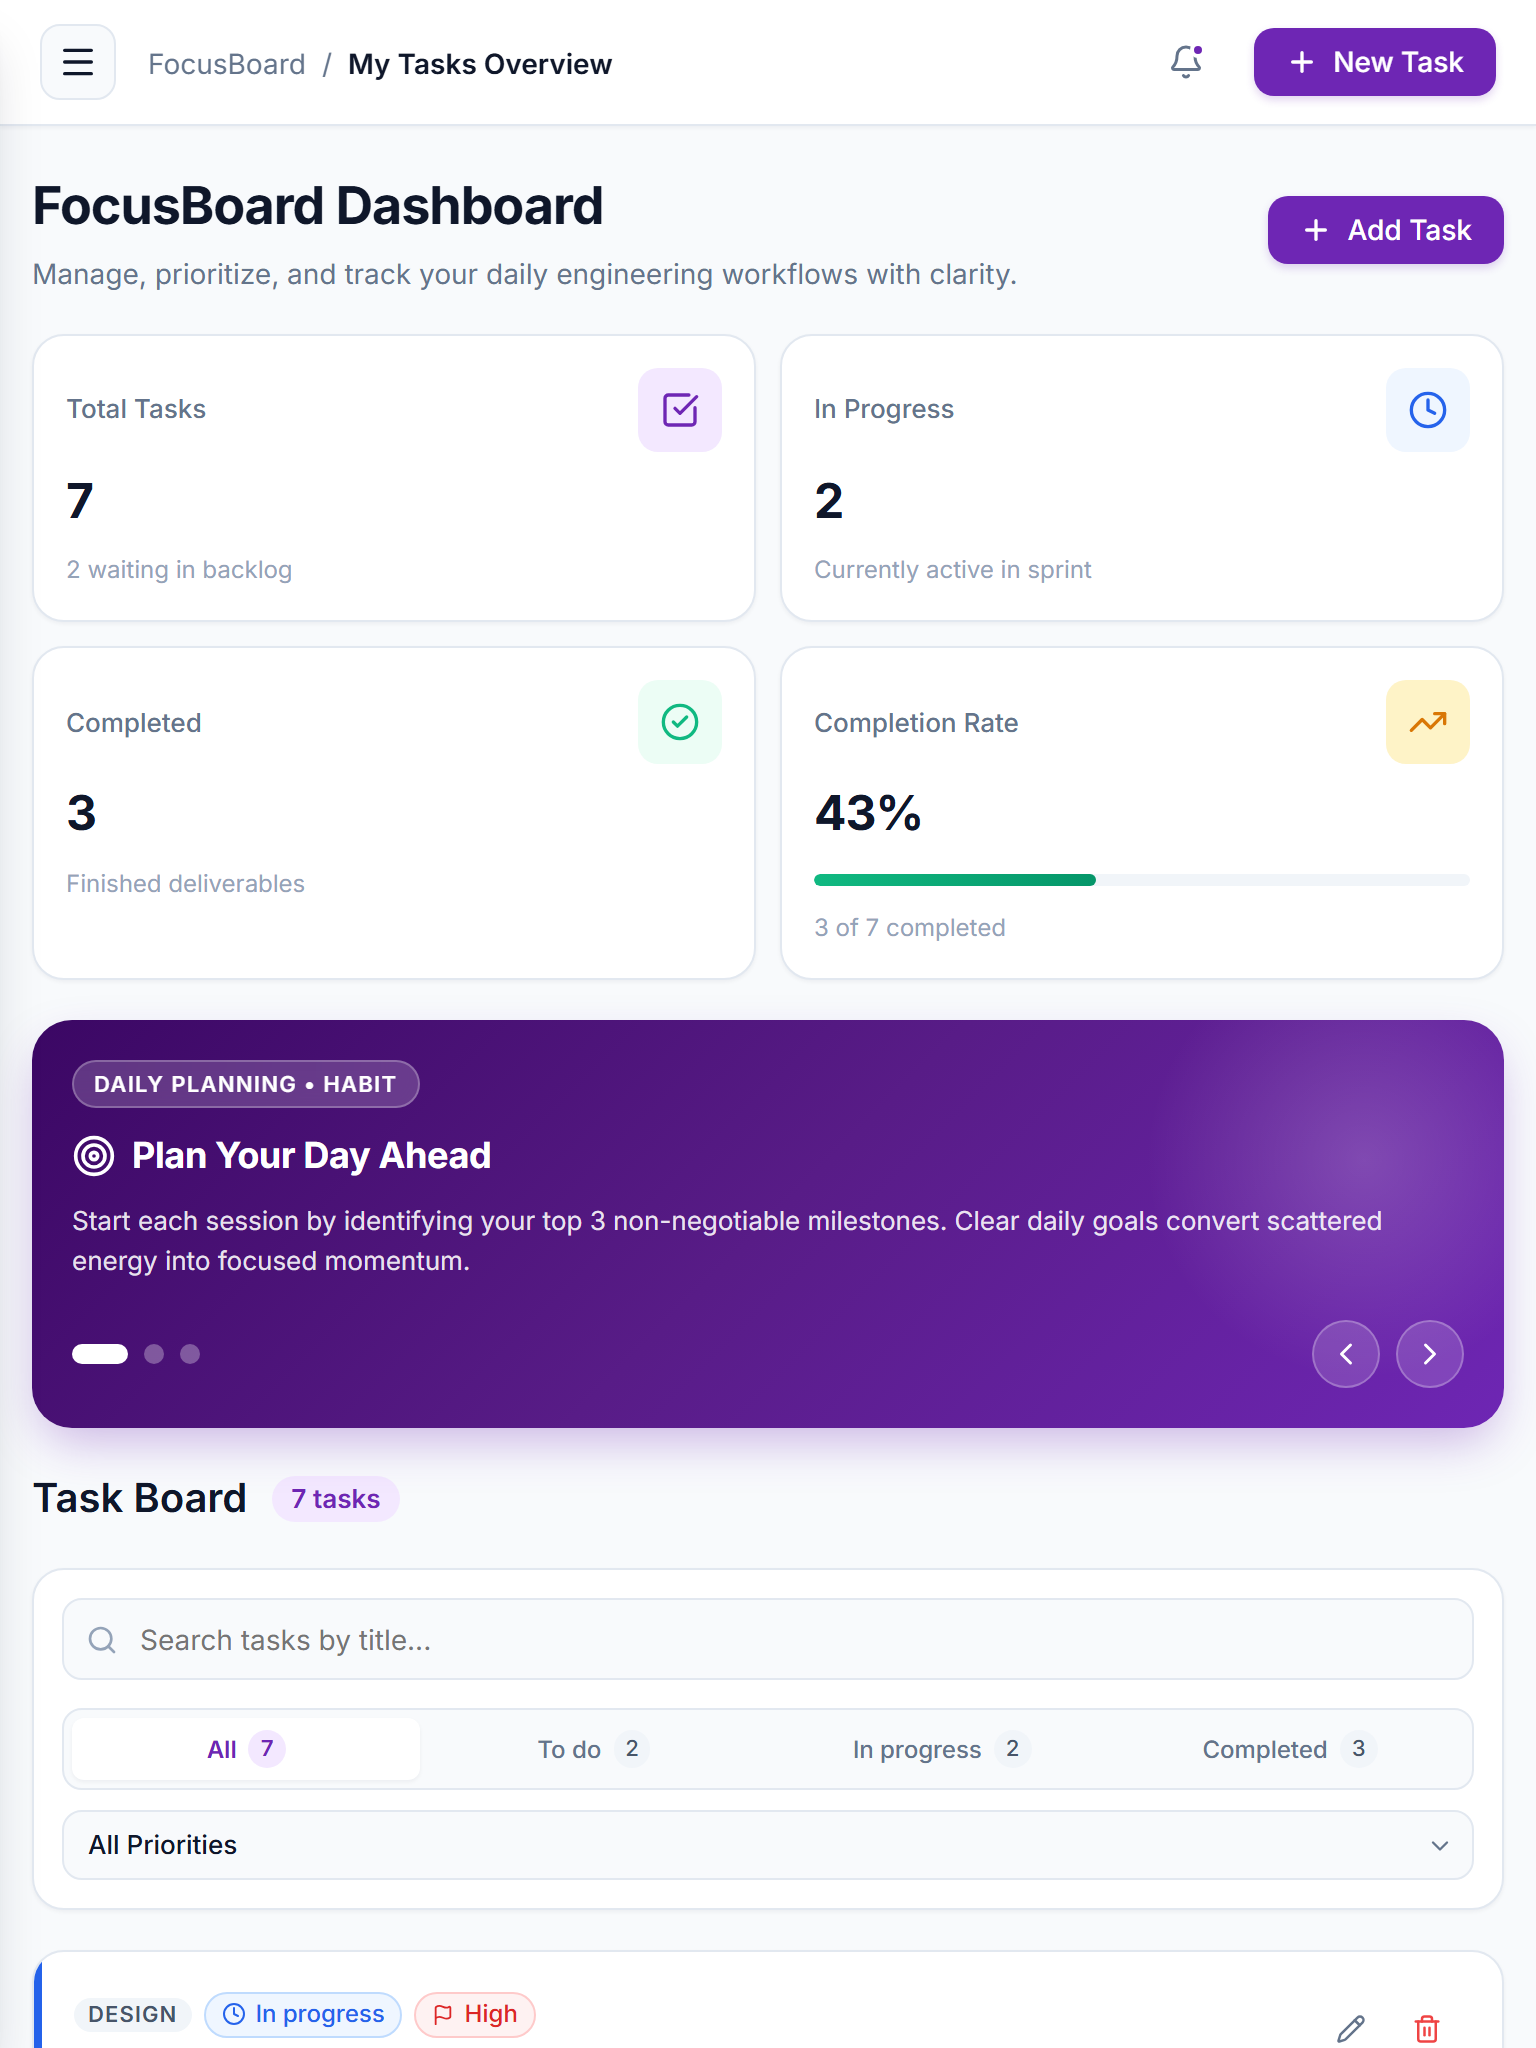 FocusBoard / My Tasks Overview
New Task
FocusBoard Dashboard
Add Task
Manage, prioritize, and track your daily engineering workflows with clarity.
Total Tasks
7
2 waiting in backlog
In Progress
2
Currently active in sprint
Completed
3
Finished deliverables
Completion Rate
43%
3 of 7 completed
DAILY PLANNING • HABIT
Plan Your Day Ahead
Start each session by identifying your top 3 non-negotiable milestones. Clear daily goals convert scattered
energy into focused momentum.
Task Board 7 tasks
Search tasks by title...
All 7 To do 2 In progress 2 Completed 3
All Priorities
DESIGN In progress High